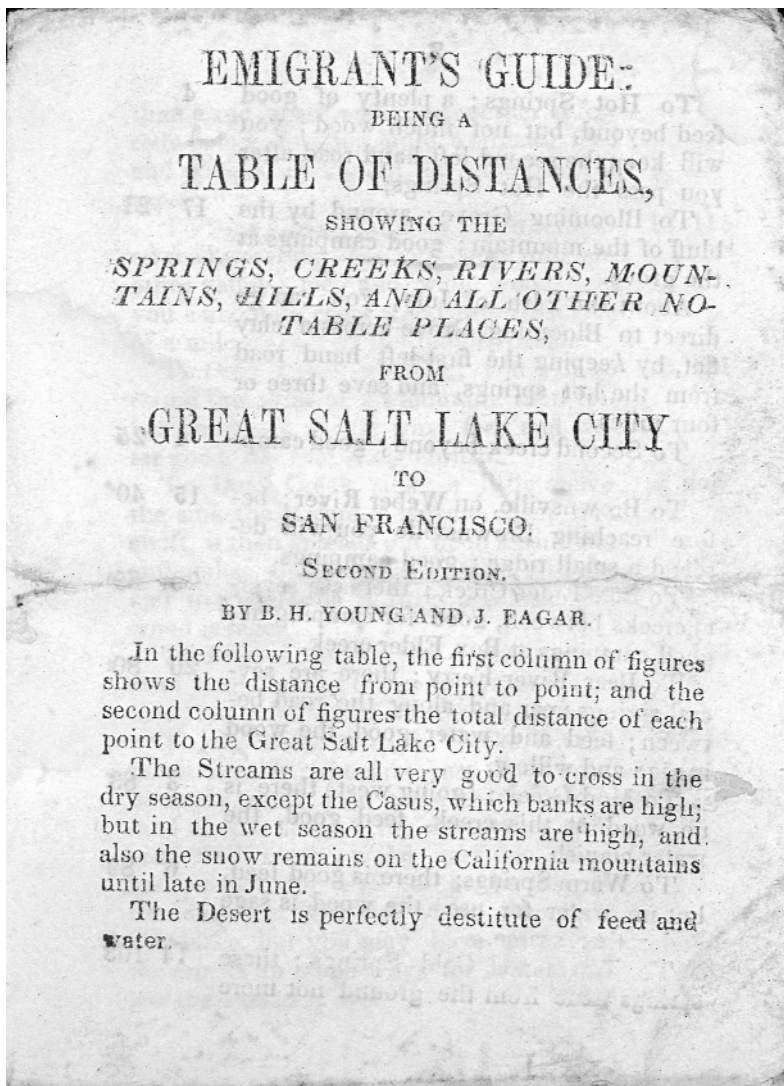 EMIGRANT'S GUIDE:
BEING A
TABLE OF DISTANCES,
SHOWING THE
SPRINGS, CREEKS, RIVERS, MOUN-
TAINS, HILLS, AND ALL OTHER NO-
TABLE PLACES,
FROM
GREAT SALT LAKE CITY
TO
SAN FRANCISCO.
SECOND EDITION.
BY B. H. YOUNG AND J. EAGAR.
In the following table, the first column of figures
shows the distance from point to point; and the
second column of figures the total distance of each
point to the Great Salt Lake City.
The Streams are all very good to cross in the
dry season, except the Casus, which banks are high;
but in the wet season the streams are high, and
also the snow remains on the California mountains
until late in June.
The Desert is perfectly destitute of feed and
water.